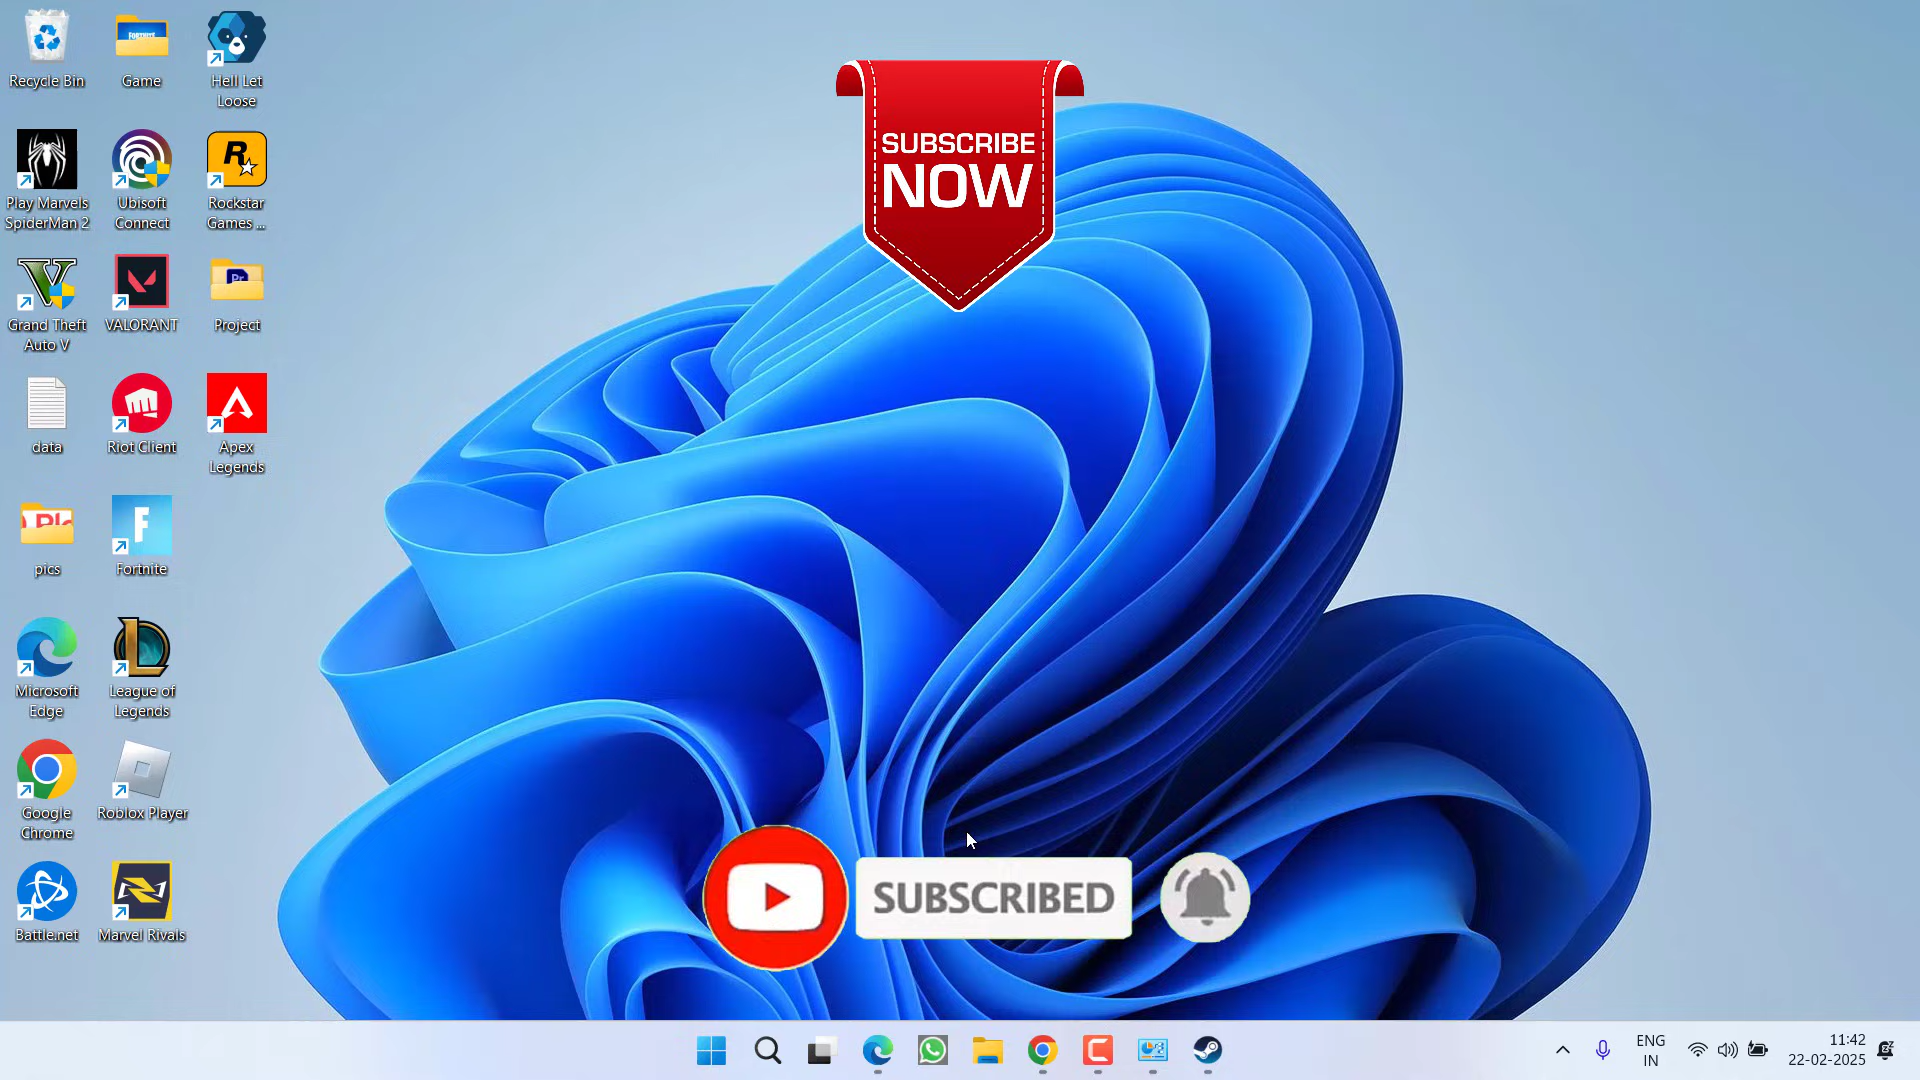 Recycle Bin
Game
Hell Let
Loose
Play Marvels
SpiderMan 2
Ubisoft
Connect
Rockstar
Games ...
Grand Theft
Auto V
VALORANT
Project
data
Riot Client
Apex
Legends
pics
Fortnite
Microsoft
Edge
League of
Legends
Google
Chrome
Roblox Player
Battle.net
Marvel Rivals
SUBSCRIBE
NOW
SUBSCRIBED
ENG
IN
11:42
22-02-2025